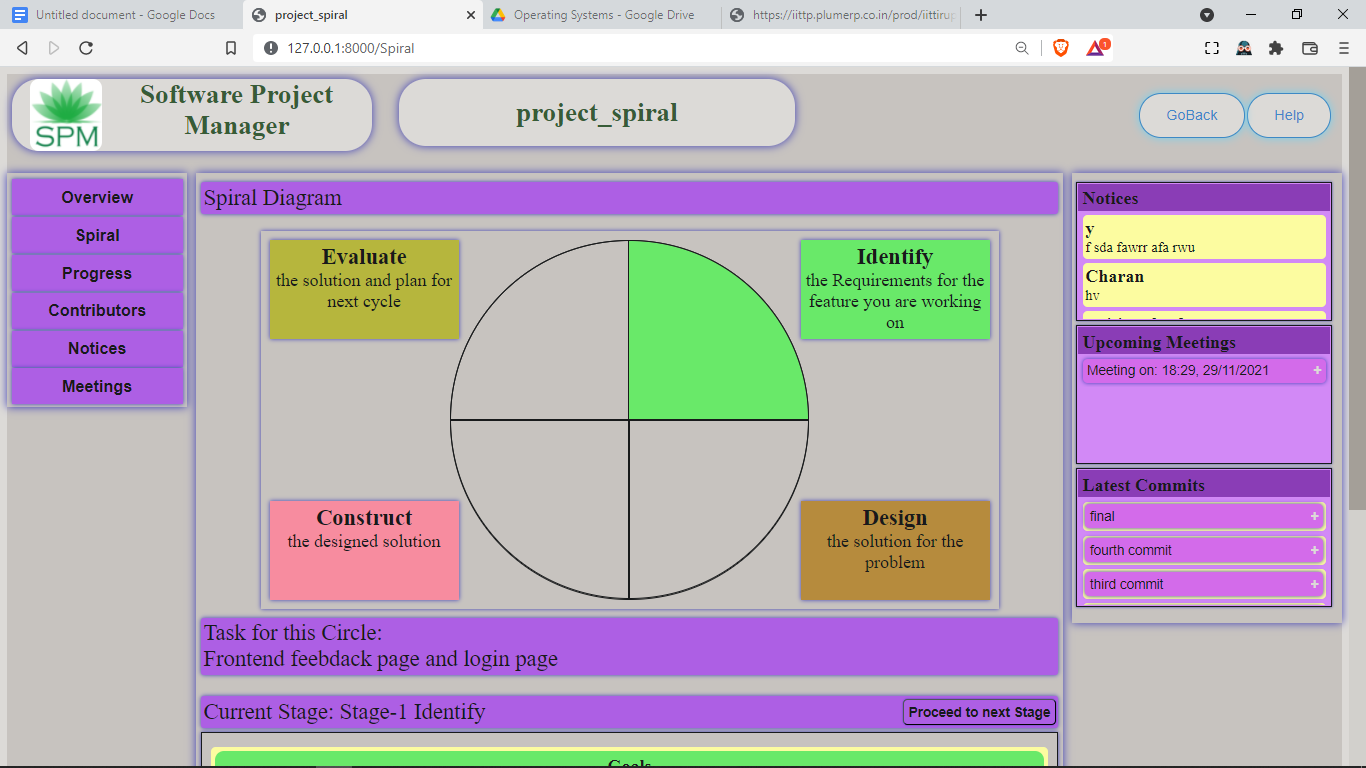 Untitled document - Google Docs
project_spiral
Operating Systems - Google Drive
https://iittp.plumerp.co.in/prod/iittirup
127.0.0.1:8000/Spiral
1
SPM
Software Project
Manager
project_spiral
GoBack
Help
Overview
Spiral
Progress
Contributors
Notices
Meetings
Spiral Diagram
Evaluate
the solution and plan for
next cycle
Identify
the Requirements for the
feature you are working
on
Construct
the designed solution
Design
the solution for the
problem
Task for this Circle:
Frontend feebdack page and login page
Current Stage: Stage-1 Identify
Proceed to next Stage
Goals
Notices
y
f sda fawrr afa rwu
Charan
hv
Upcoming Meetings
Meeting on: 18:29, 29/11/2021 +
Latest Commits
final +
fourth commit +
third commit +